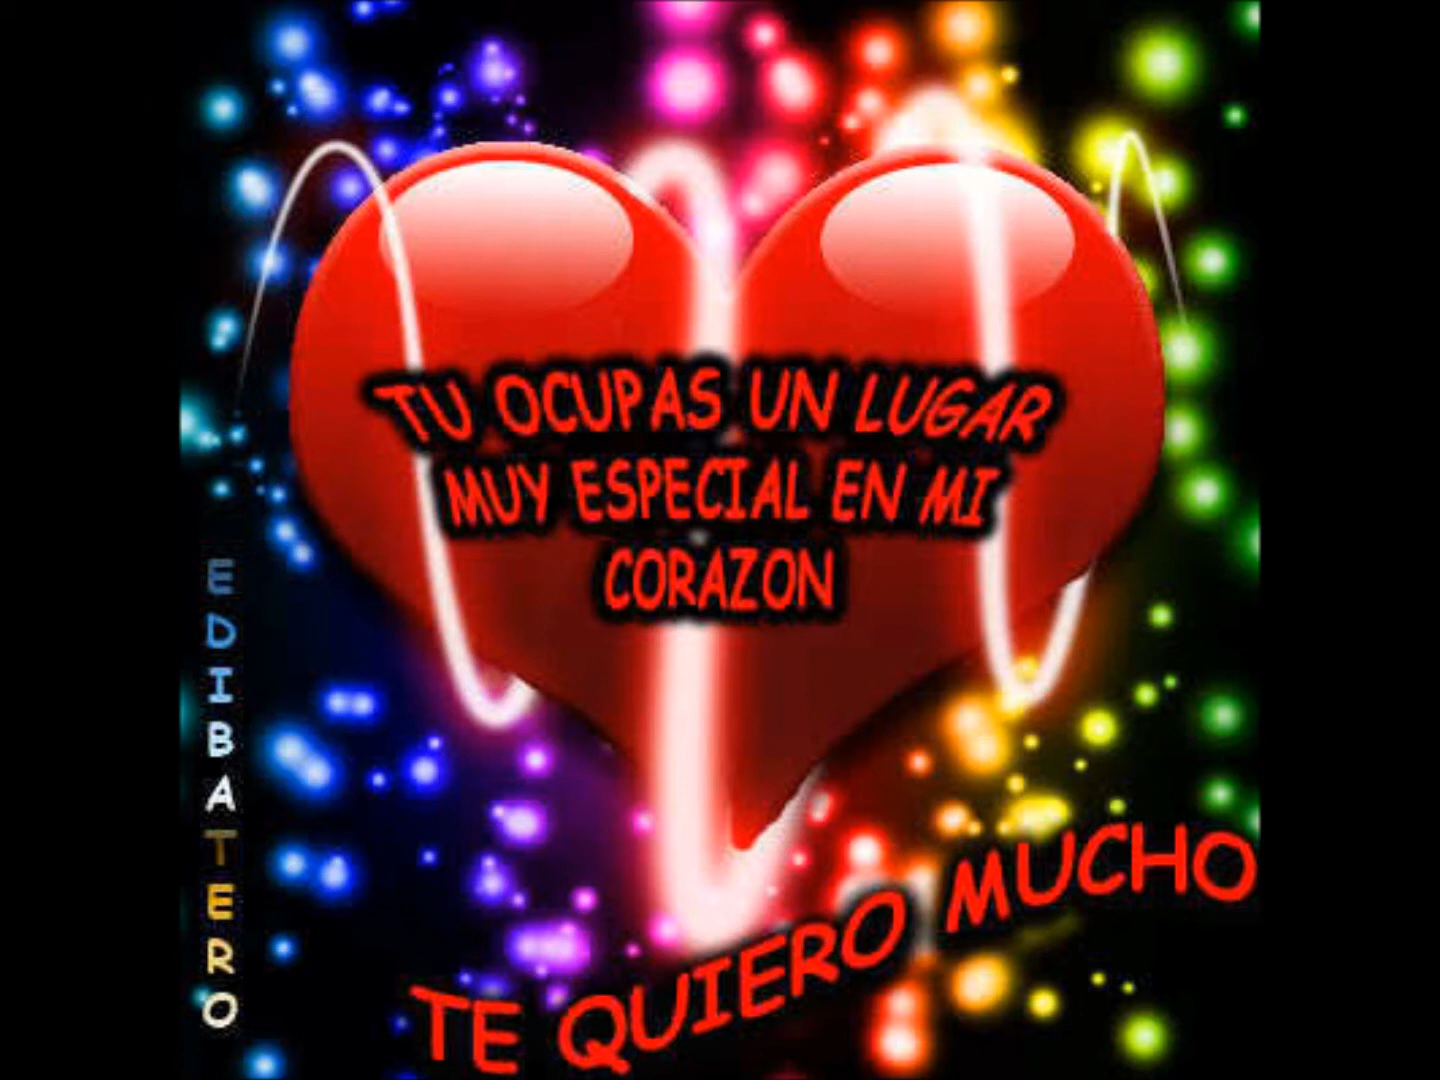 TU OCUPAS UN LUGAR
MUY ESPECIAL EN MI
CORAZON
TE QUIERO MUCHO
EDIBATERO